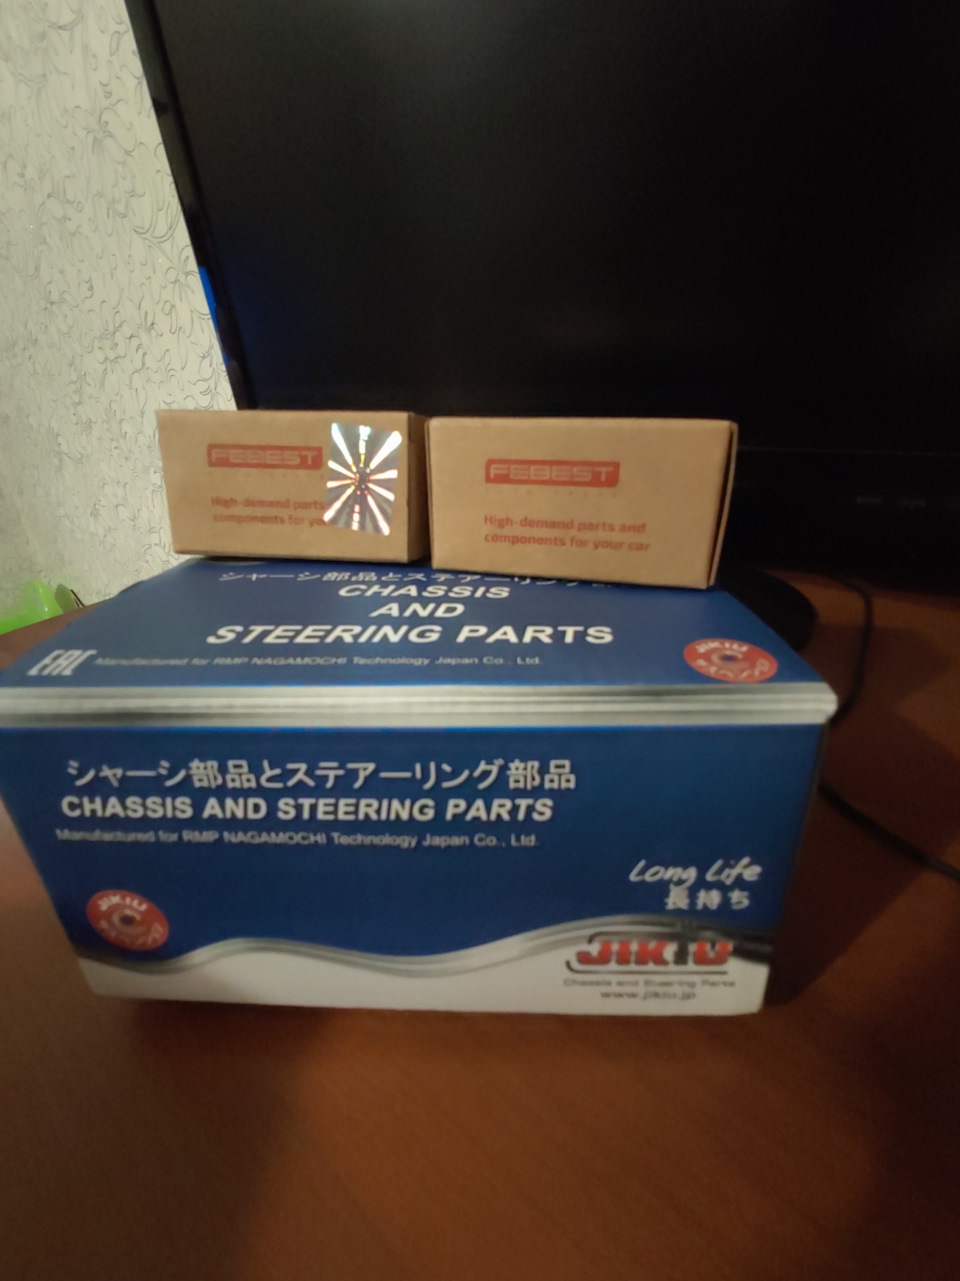 FEBEST
High-demand parts
components for you
FEBEST
High-demand parts and
components for your car
シャーシ部品とステアーリング
CHASSIS
AND
STEERING PARTS
EAC
Manufactured for RMP NAGAMOCHI Technology Japan Co., Ltd.
JIKIU
シャーシ部品とステアーリング部品
CHASSIS AND STEERING PARTS
Manufactured for RMP NAGAMOCHI Technology Japan Co., Ltd.
Long Life
長持ち
JIKIU
JIKIU
Chassis and Steering Parts
www.jikiu.jp